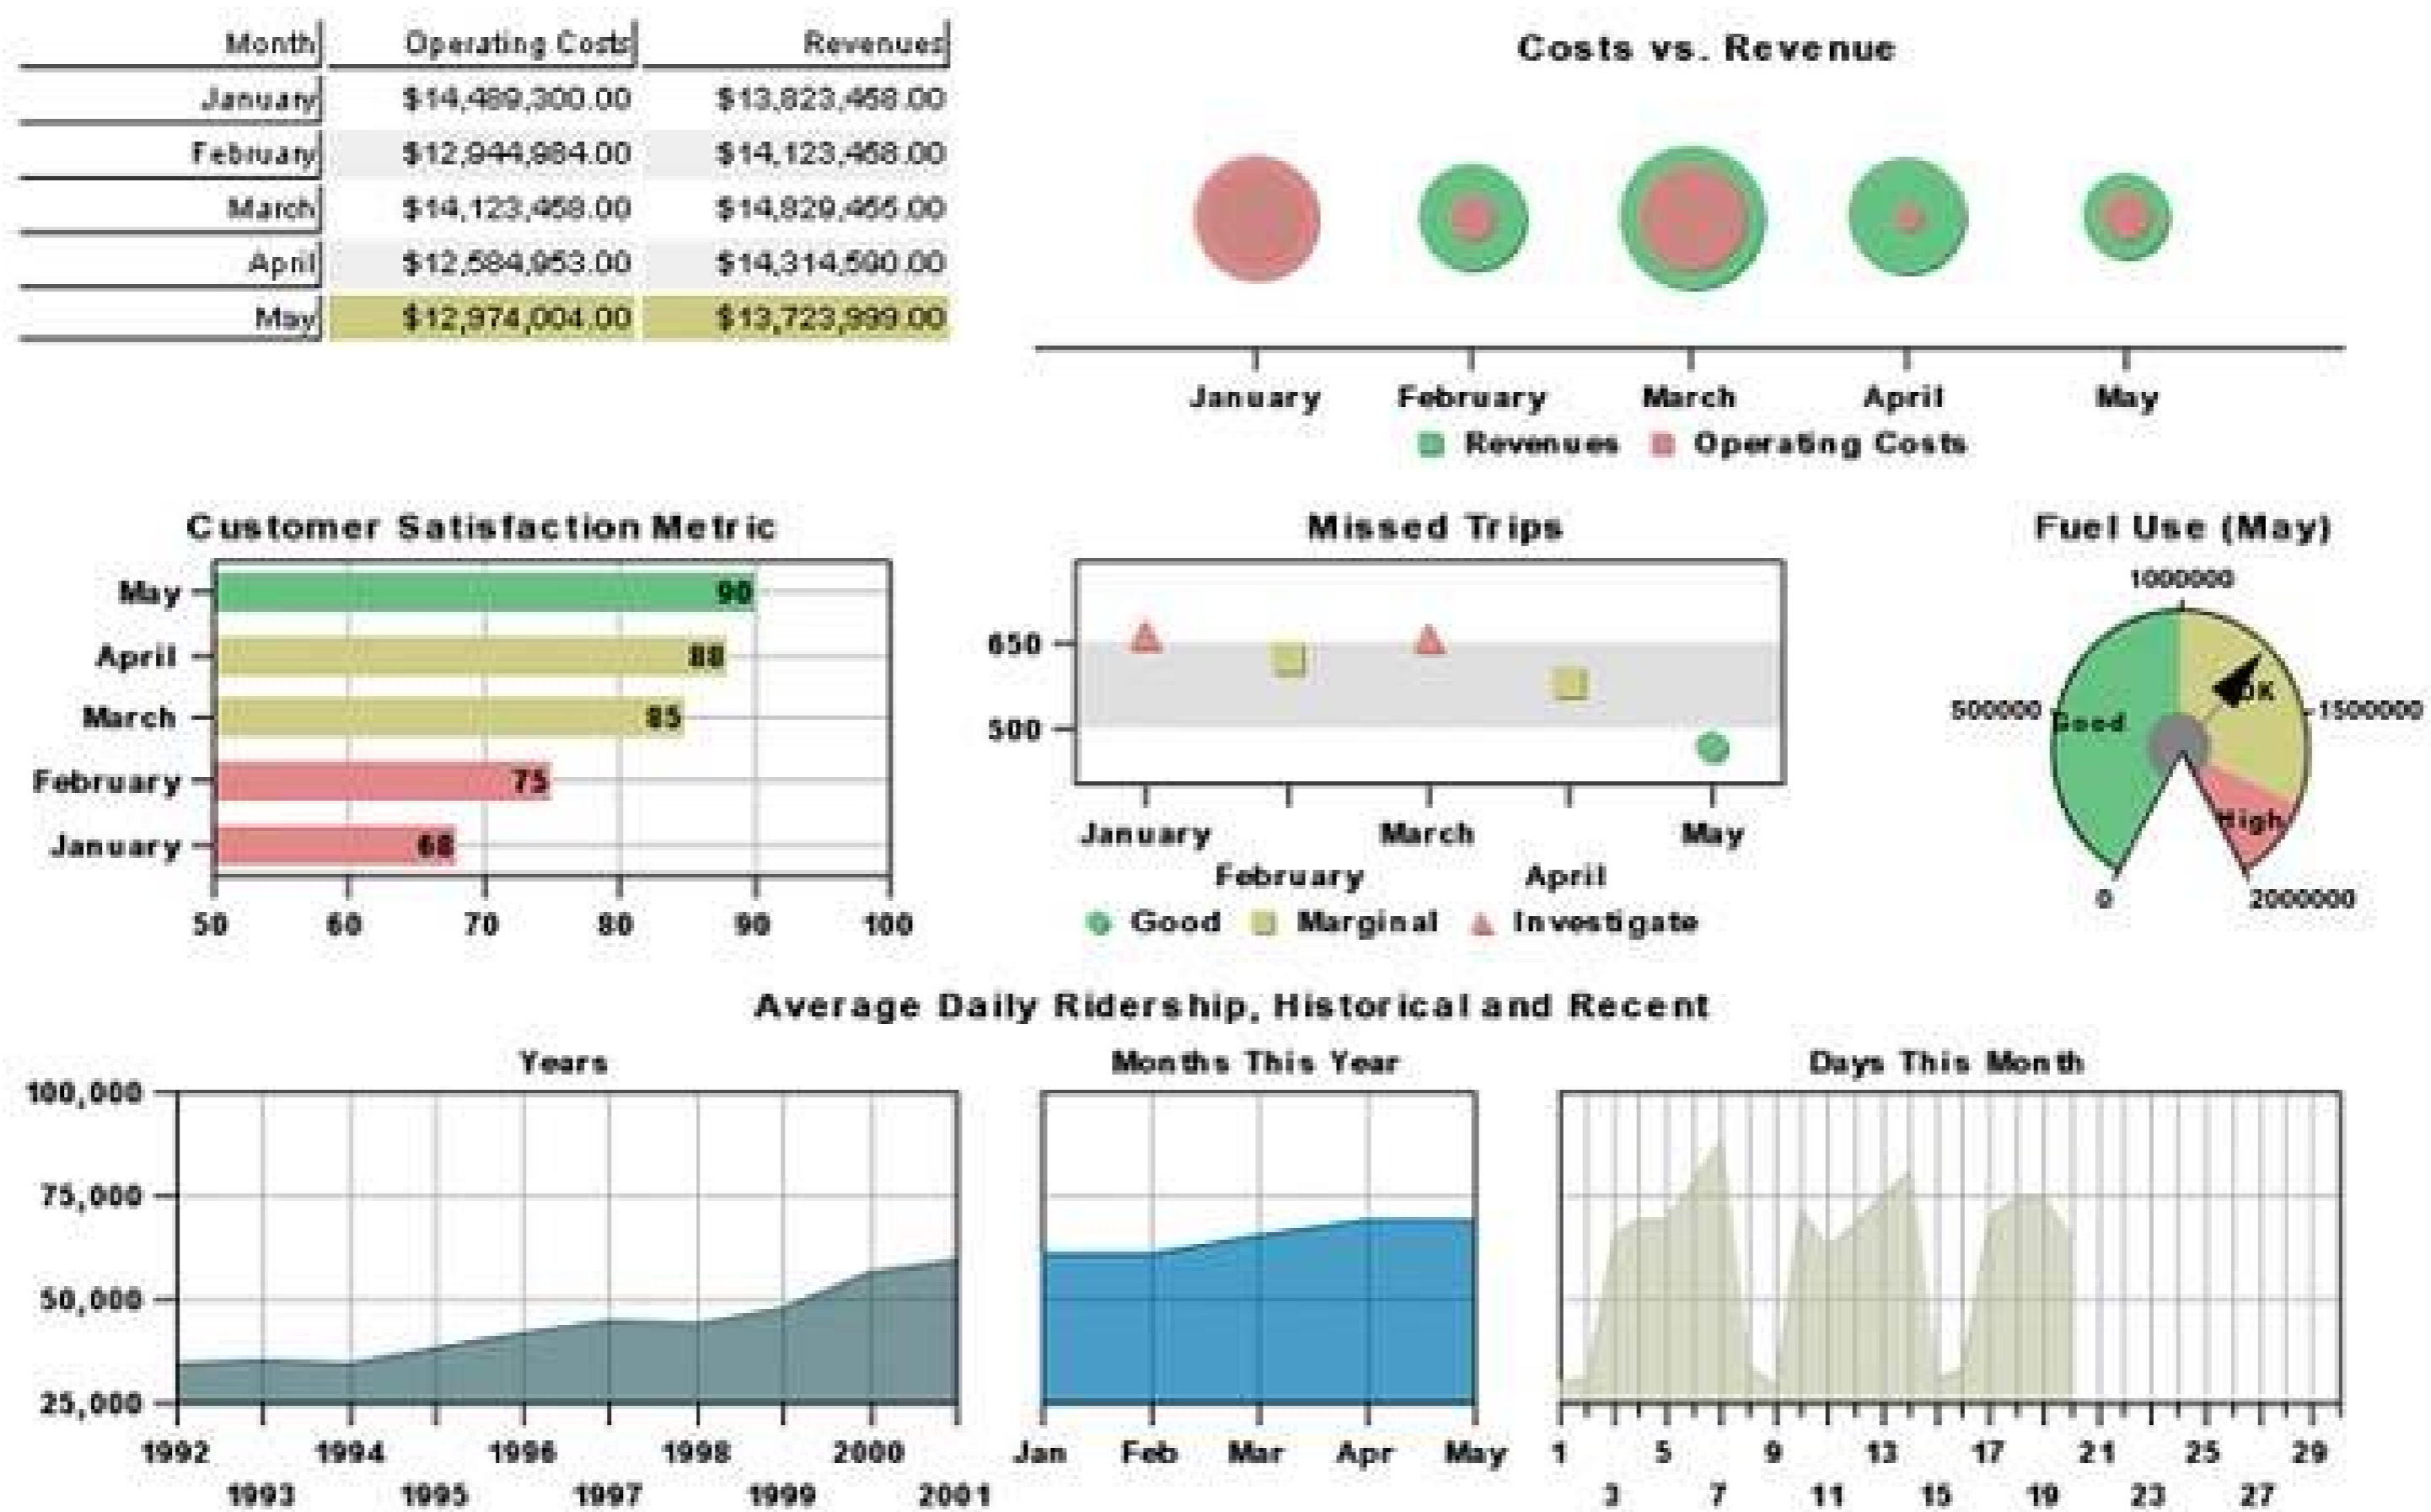 Month Operating Costs Revenues
January $14,489,300.00 $13,823,458.00
February $12,944,984.00 $14,123,458.00
March $14,123,458.00 $14,829,455.00
April $12,584,953.00 $14,314,590.00
May $12,974,004.00 $13,723,999.00
Costs vs. Revenue
January February March April May
Revenues Operating Costs
Customer Satisfaction Metric
May 90
April 88
March 85
February 75
January 68
50 60 70 80 90 100
Missed Trips
650
500
January March May
February April
Good Marginal Investigate
Fuel Use (May)
1000000
500000 1500000
Good OK
High
0 2000000
Average Daily Ridership, Historical and Recent
Years
100,000
75,000
50,000
25,000
1992 1994 1996 1998 2000
1993 1995 1997 1999 2001
Months This Year
Jan Feb Mar Apr May
Days This Month
1 5 9 13 17 21 25 29
3 7 11 15 19 23 27